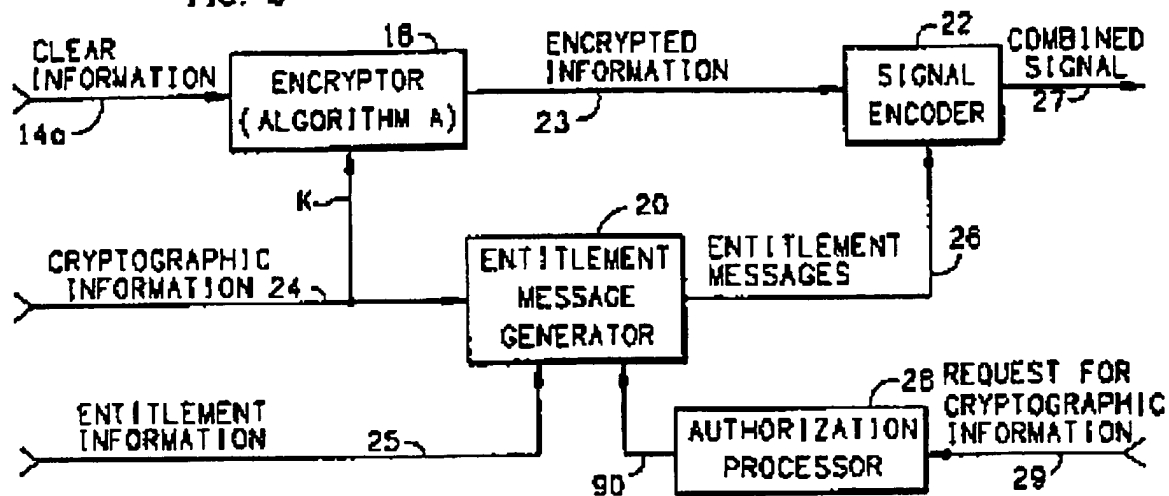 CLEAR
INFORMATION
14a
18
ENCRYPTOR
(ALGORITHM A)
ENCRYPTED
INFORMATION
23
22
SIGNAL
ENCODER
COMBINED
SIGNAL
27
K
CRYPTOGRAPHIC
INFORMATION 24
20
ENTITLEMENT
MESSAGE
GENERATOR
ENTITLEMENT
MESSAGES
26
ENTITLEMENT
INFORMATION
25
90
28
AUTHORIZATION
PROCESSOR
REQUEST FOR
CRYPTOGRAPHIC
INFORMATION
29